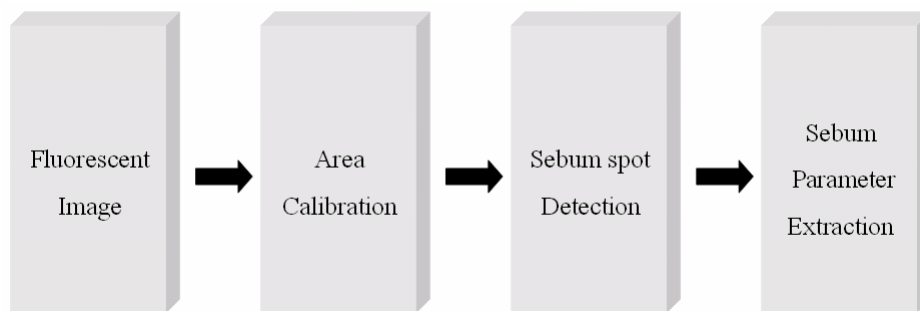 Fluorescent
Image
Area
Calibration
Sebum spot
Detection
Sebum
Parameter
Extraction